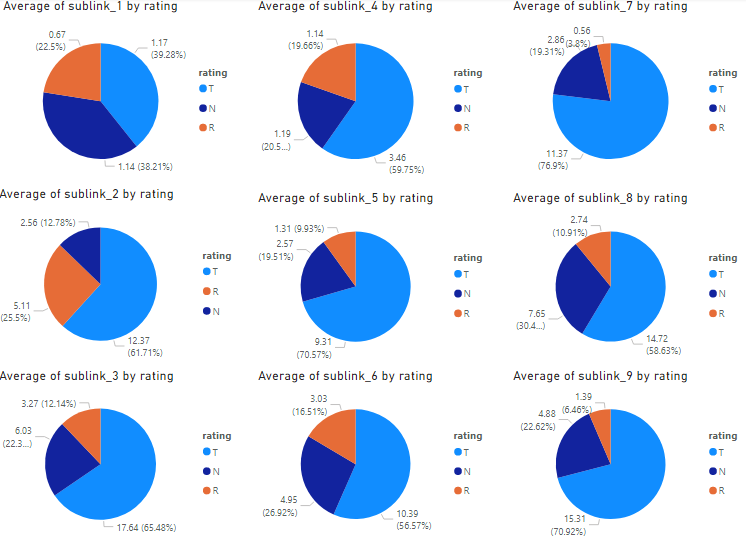 Average of sublink_1 by rating
0.67
(22.5%)
1.17
(39.28%)
1.14 (38.21%)
rating
T
N
R
Average of sublink_4 by rating
1.14
(19.66%)
1.19
(20.5...)
3.46
(59.75%)
rating
T
N
R
Average of sublink_7 by rating
0.56
(3.8%)
2.86
(19.31%)
11.37
(76.9%)
rating
T
N
R
Average of sublink_2 by rating
2.56 (12.78%)
5.11
(25.5%)
12.37
(61.71%)
rating
T
R
N
Average of sublink_5 by rating
1.31 (9.93%)
2.57
(19.51%)
9.31
(70.57%)
rating
T
N
R
Average of sublink_8 by rating
2.74
(10.91%)
7.65
(30.4...)
14.72
(58.63%)
rating
T
N
R
Average of sublink_3 by rating
3.27 (12.14%)
6.03
(22.3...)
17.64 (65.48%)
rating
T
N
R
Average of sublink_6 by rating
3.03
(16.51%)
4.95
(26.92%)
10.39
(56.57%)
rating
T
N
R
Average of sublink_9 by rating
1.39
(6.46%)
4.88
(22.62%)
15.31
(70.92%)
rating
T
N
R